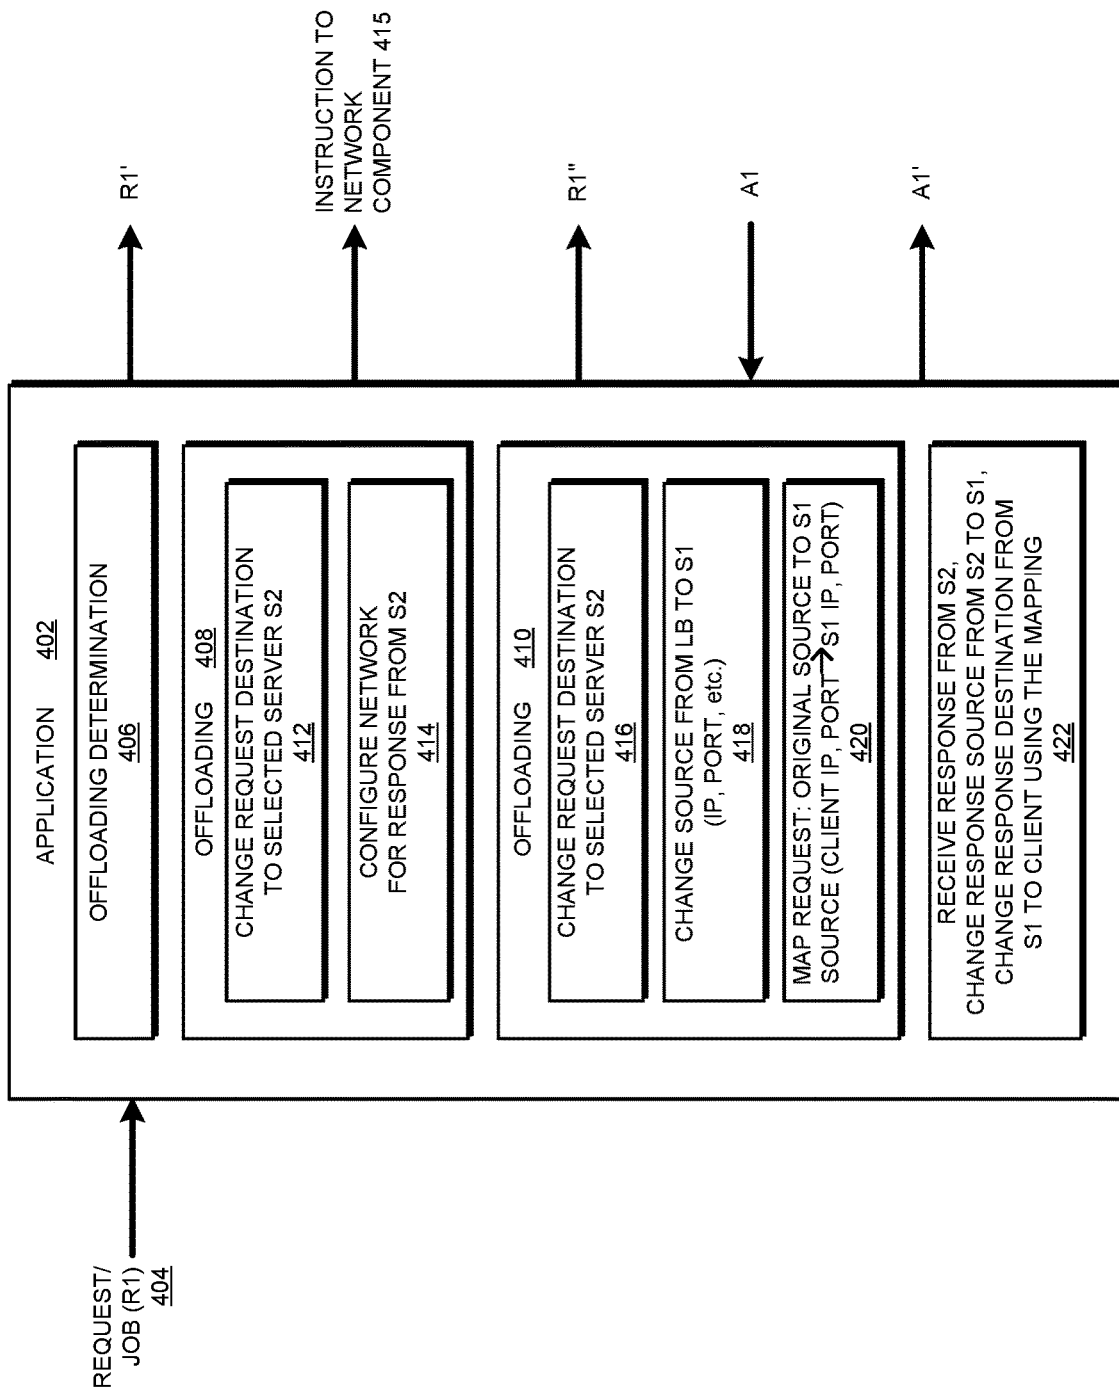 REQUEST/
JOB (R1)
404
APPLICATION 402
OFFLOADING DETERMINATION
406
OFFLOADING 408
CHANGE REQUEST DESTINATION
TO SELECTED SERVER S2
412
CONFIGURE NETWORK
FOR RESPONSE FROM S2
414
OFFLOADING 410
CHANGE REQUEST DESTINATION
TO SELECTED SERVER S2
416
CHANGE SOURCE FROM LB TO S1
(IP, PORT, etc.)
418
MAP REQUEST: ORIGINAL SOURCE TO S1
SOURCE (CLIENT IP, PORT → S1 IP, PORT)
420
RECEIVE RESPONSE FROM S2,
CHANGE RESPONSE SOURCE FROM S2 TO S1,
CHANGE RESPONSE DESTINATION FROM
S1 TO CLIENT USING THE MAPPING
422
R1'
INSTRUCTION TO
NETWORK
COMPONENT 415
R1"
A1
A1'